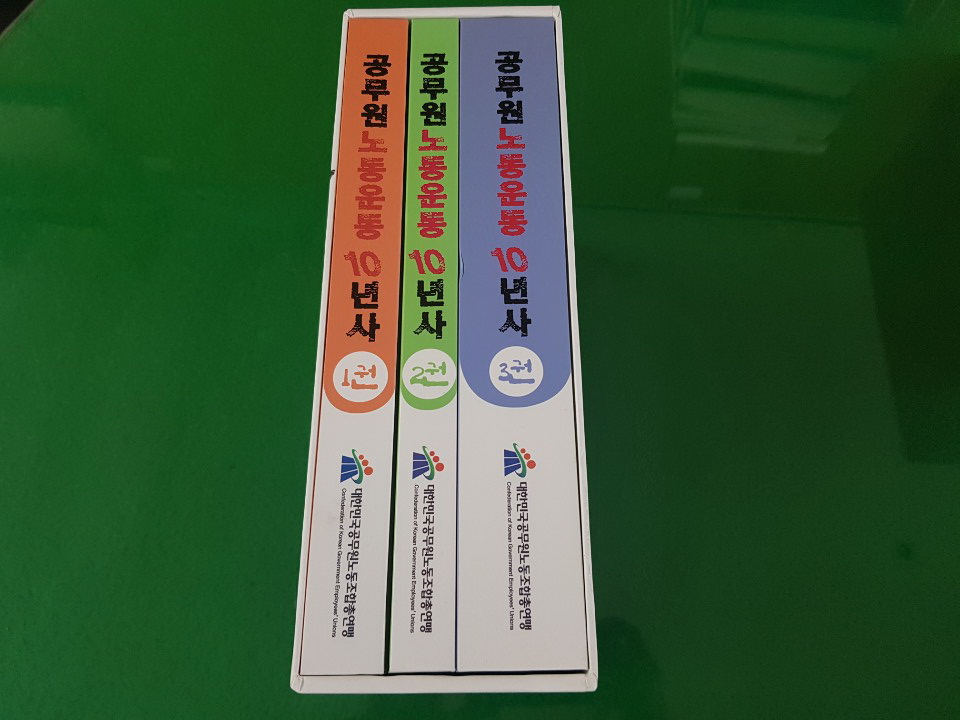 공무원노동운동 10년사
1권
대한민국공무원노동조합총연맹
Confederation of Korean Government Employees' Unions
공무원노동운동 10년사
2권
대한민국공무원노동조합총연맹
Confederation of Korean Government Employees' Unions
공무원노동운동 10년사
3권
대한민국공무원노동조합총연맹
Confederation of Korean Government Employees' Unions